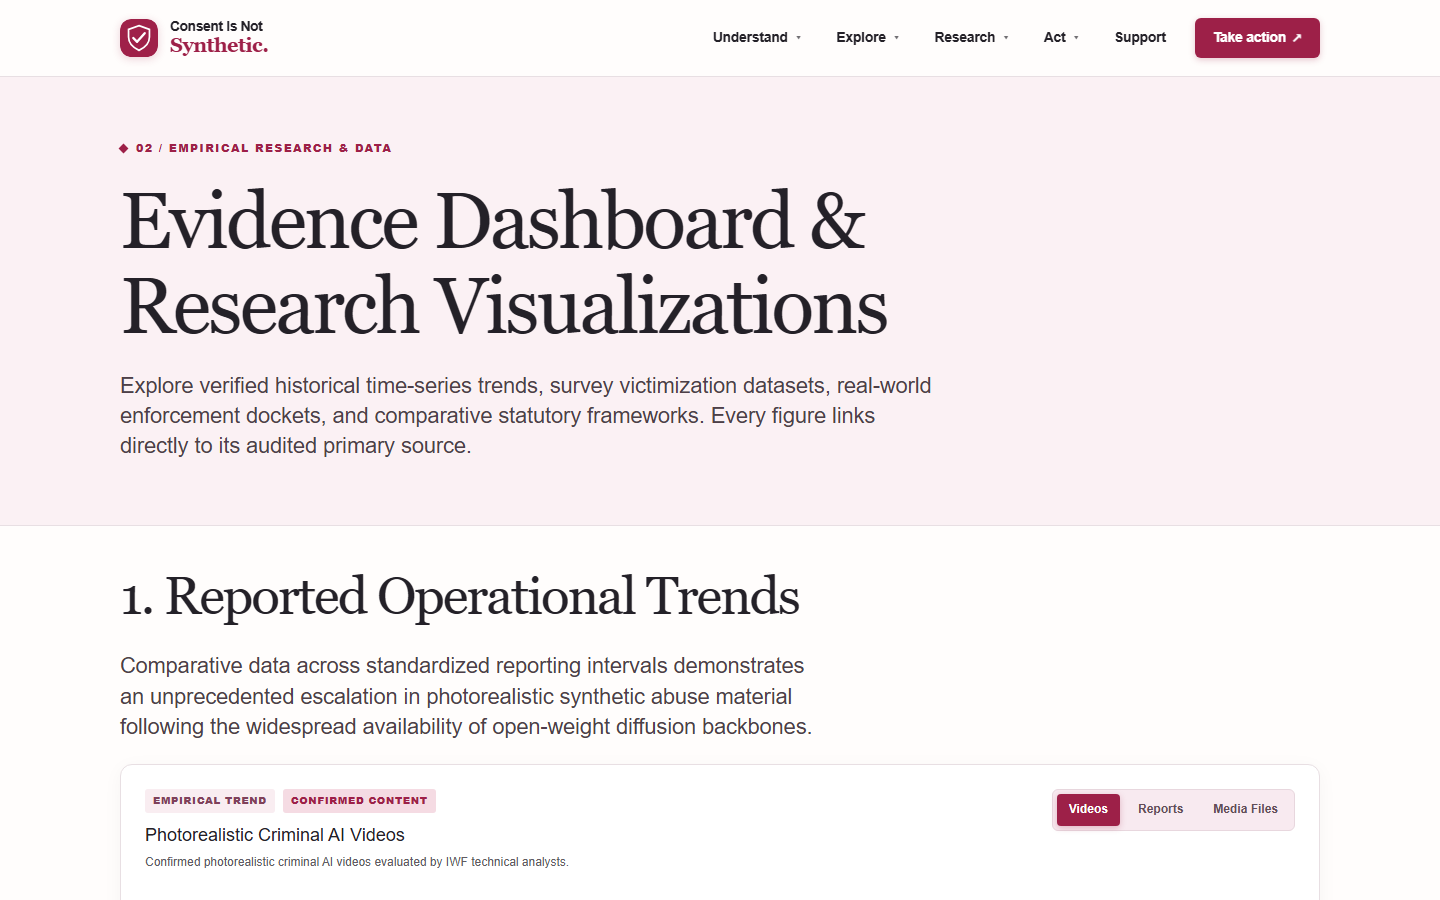 Consent Is Not
Synthetic.
Understand
Explore
Research
Act
Support
Take action ↗
◆ 02 / EMPIRICAL RESEARCH & DATA
Evidence Dashboard &
Research Visualizations
Explore verified historical time-series trends, survey victimization datasets, real-world
enforcement dockets, and comparative statutory frameworks. Every figure links
directly to its audited primary source.
1. Reported Operational Trends
Comparative data across standardized reporting intervals demonstrates
an unprecedented escalation in photorealistic synthetic abuse material
following the widespread availability of open-weight diffusion backbones.
EMPIRICAL TREND
CONFIRMED CONTENT
Videos
Reports
Media Files
Photorealistic Criminal AI Videos
Confirmed photorealistic criminal AI videos evaluated by IWF technical analysts.